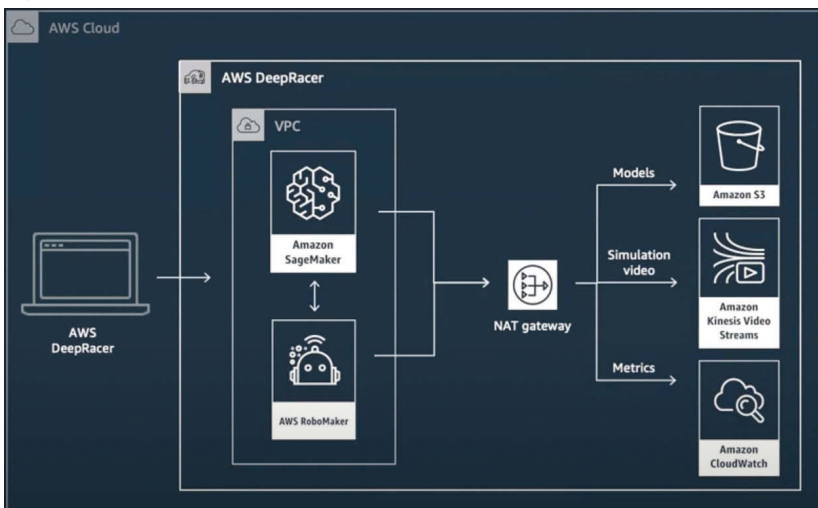 AWS Cloud
AWS DeepRacer
VPC
Amazon
SageMaker
AWS RoboMaker
AWS
DeepRacer
NAT gateway
Models
Simulation
video
Metrics
Amazon S3
Amazon
Kinesis Video
Streams
Amazon
CloudWatch